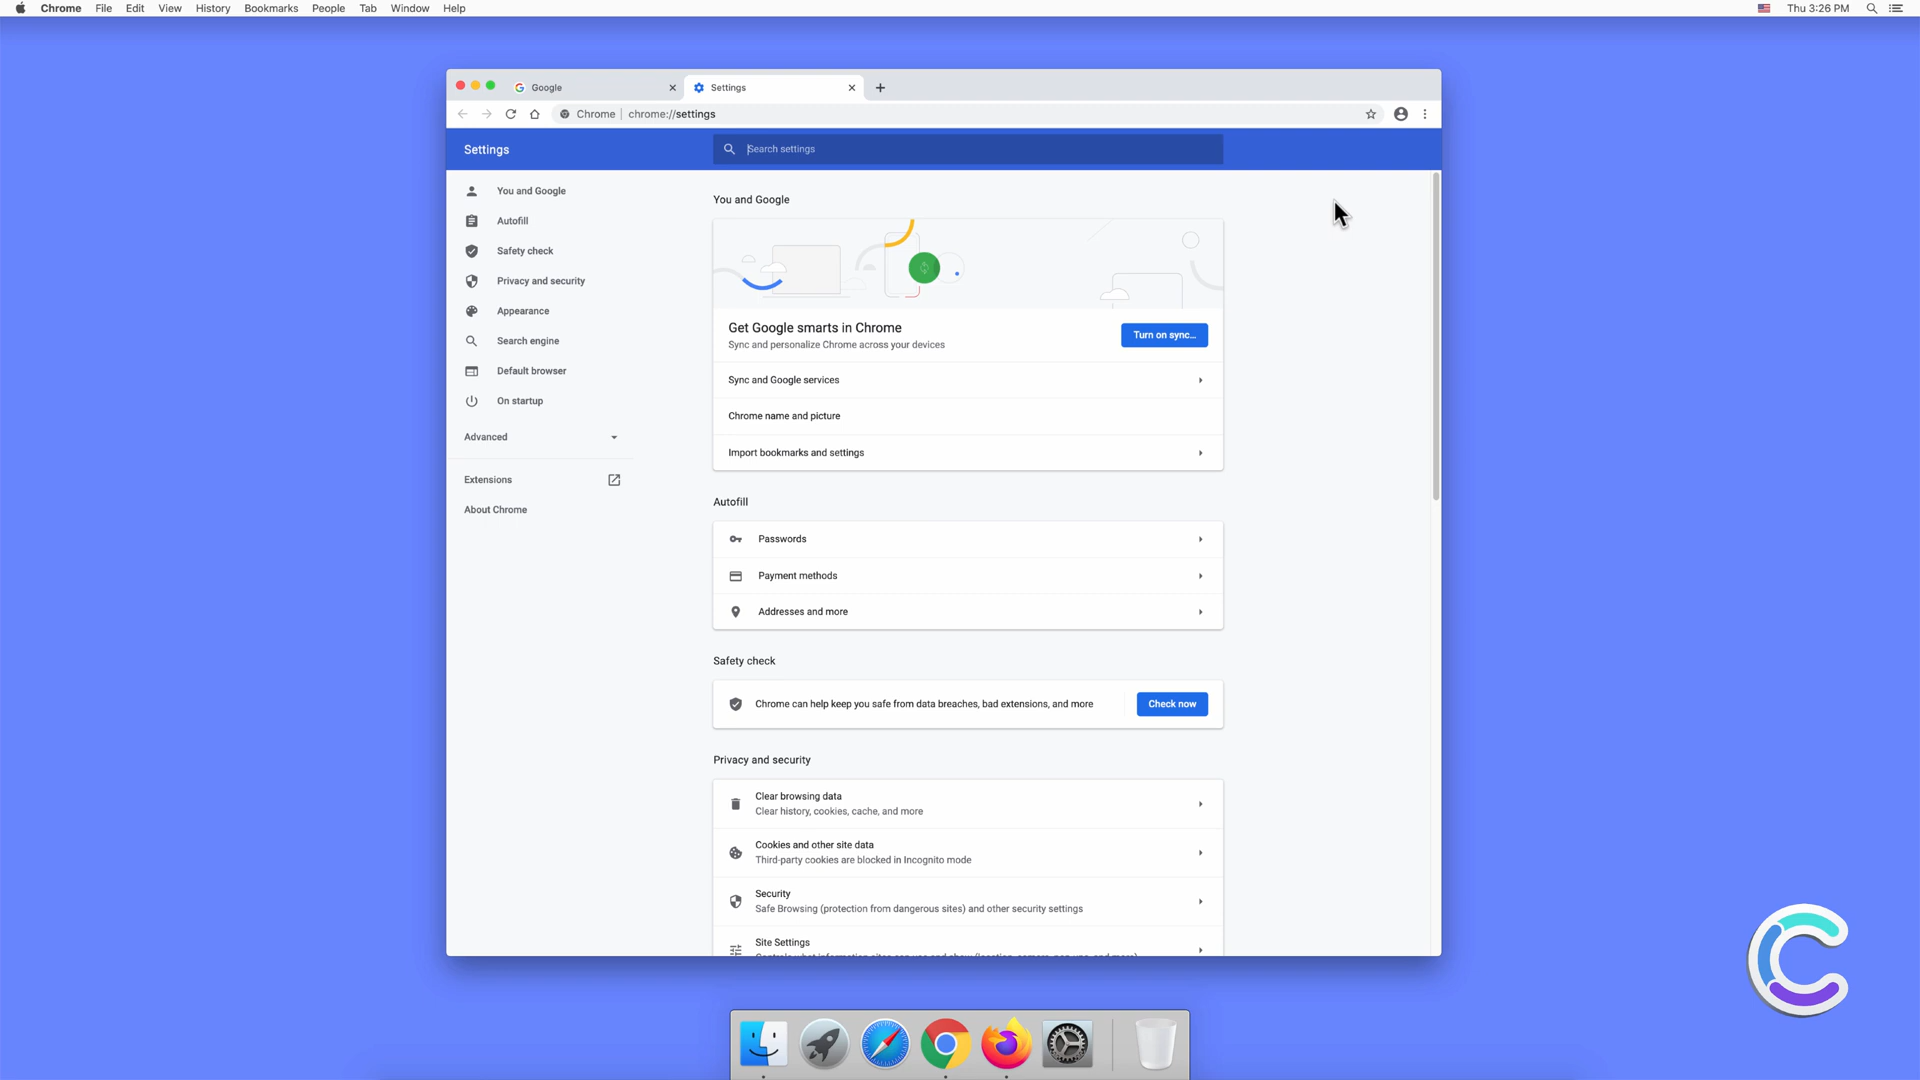 Chrome File Edit View History Bookmarks People Tab Window Help
Thu 3:26 PM
Google
Settings
Chrome | chrome://settings
Settings
Search settings
You and Google
Autofill
Safety check
Privacy and security
Appearance
Search engine
Default browser
On startup
Advanced
Extensions
About Chrome
You and Google
Get Google smarts in Chrome
Sync and personalize Chrome across your devices
Turn on sync...
Sync and Google services
Chrome name and picture
Import bookmarks and settings
Autofill
Passwords
Payment methods
Addresses and more
Safety check
Chrome can help keep you safe from data breaches, bad extensions, and more
Check now
Privacy and security
Clear browsing data
Clear history, cookies, cache, and more
Cookies and other site data
Third-party cookies are blocked in Incognito mode
Security
Safe Browsing (protection from dangerous sites) and other security settings
Site Settings